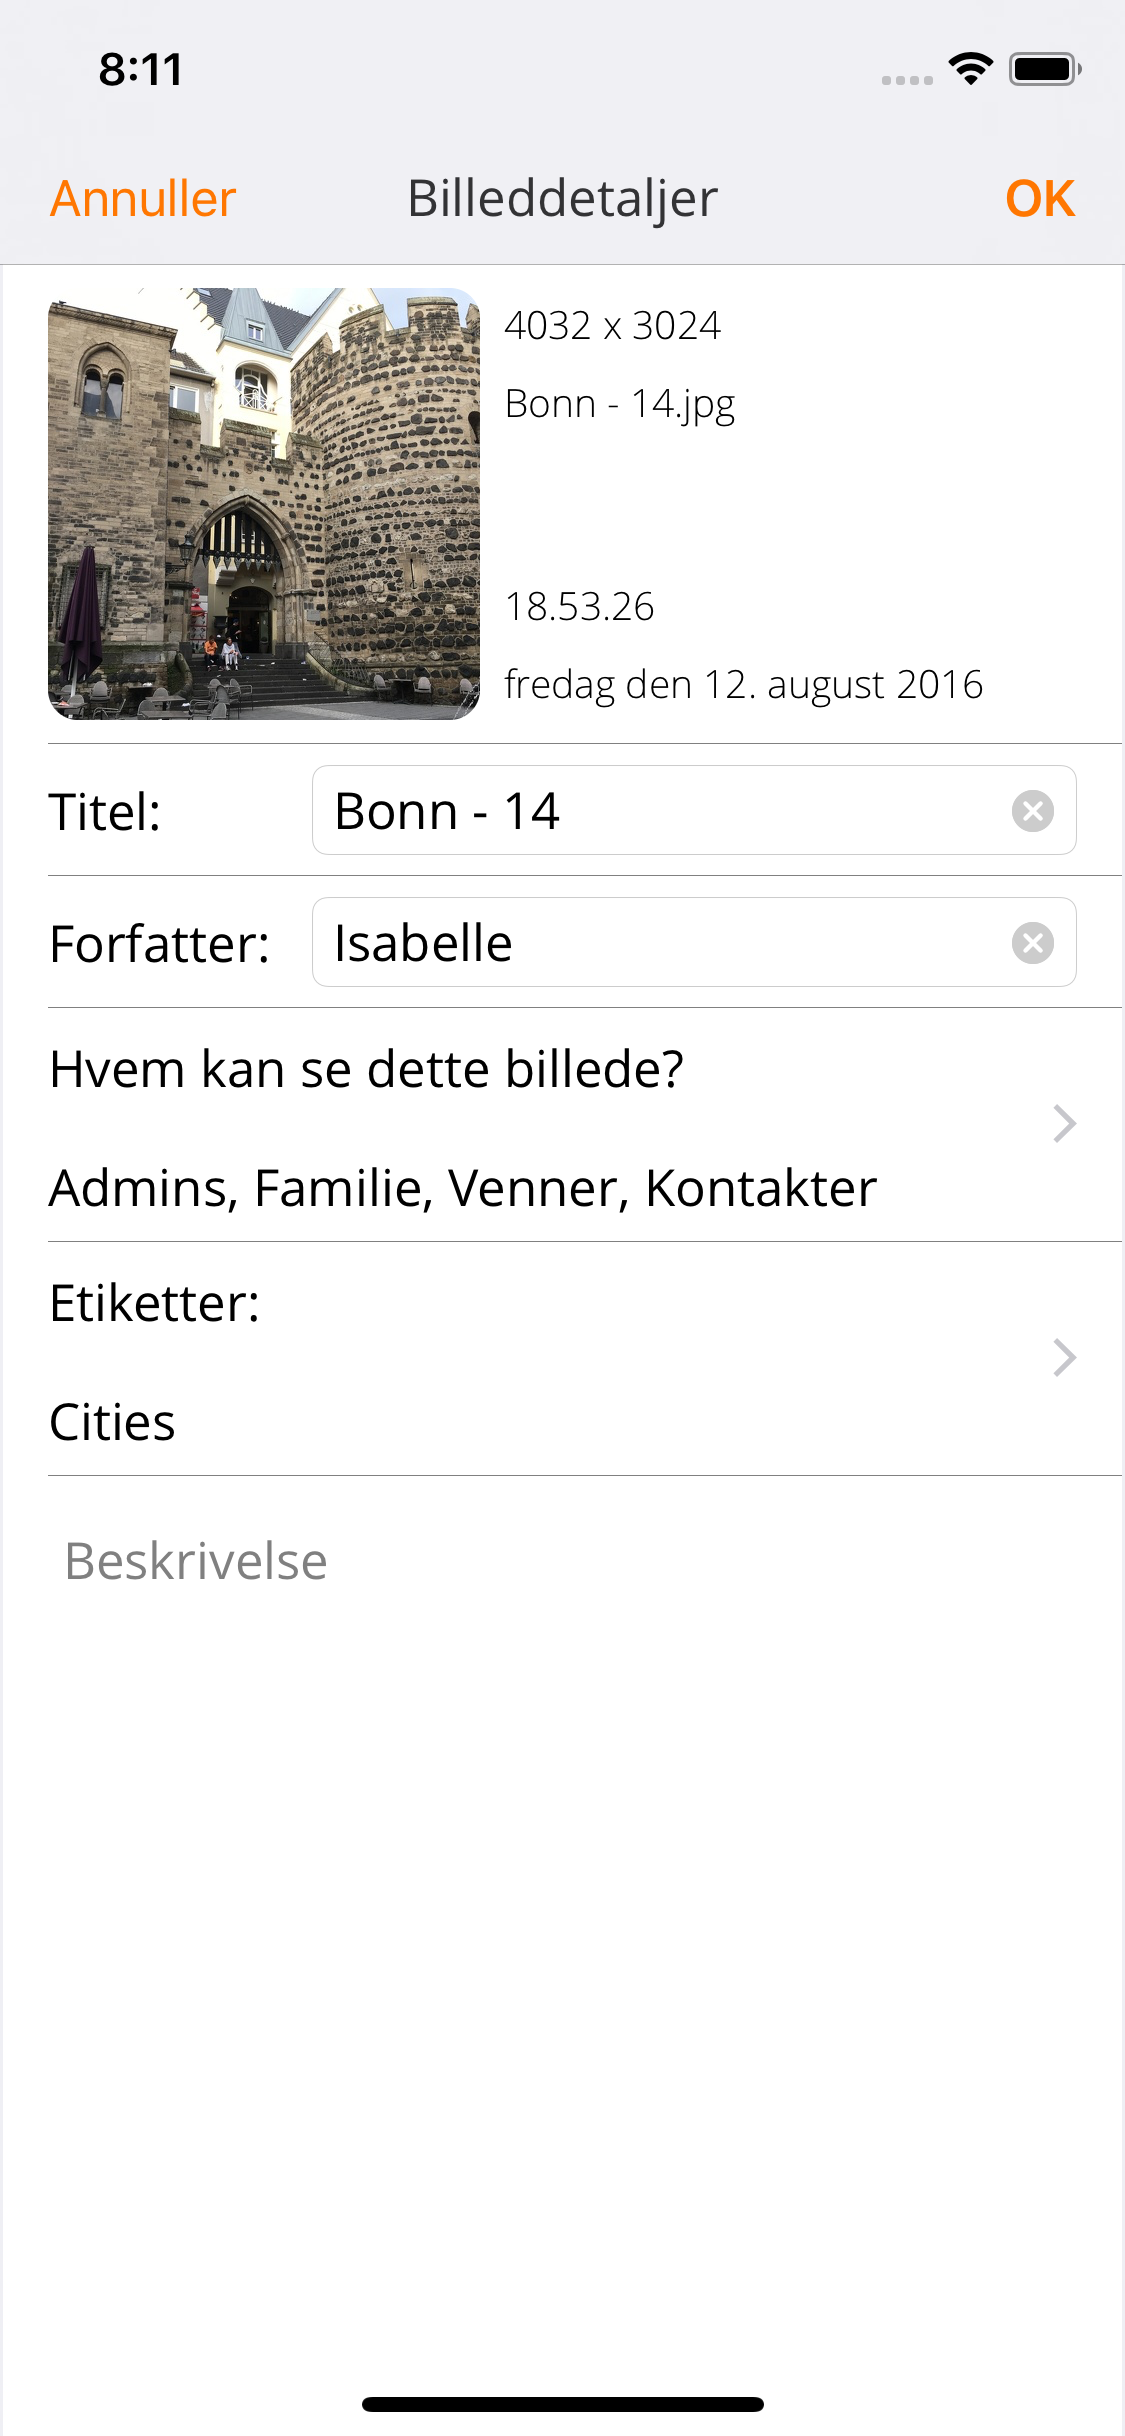 8:11
Annuller
Billeddetaljer
OK
4032 x 3024
Bonn - 14.jpg
18.53.26
fredag den 12. august 2016
Titel:
Bonn - 14
Forfatter:
Isabelle
Hvem kan se dette billede?
Admins, Familie, Venner, Kontakter
Etiketter:
Cities
Beskrivelse